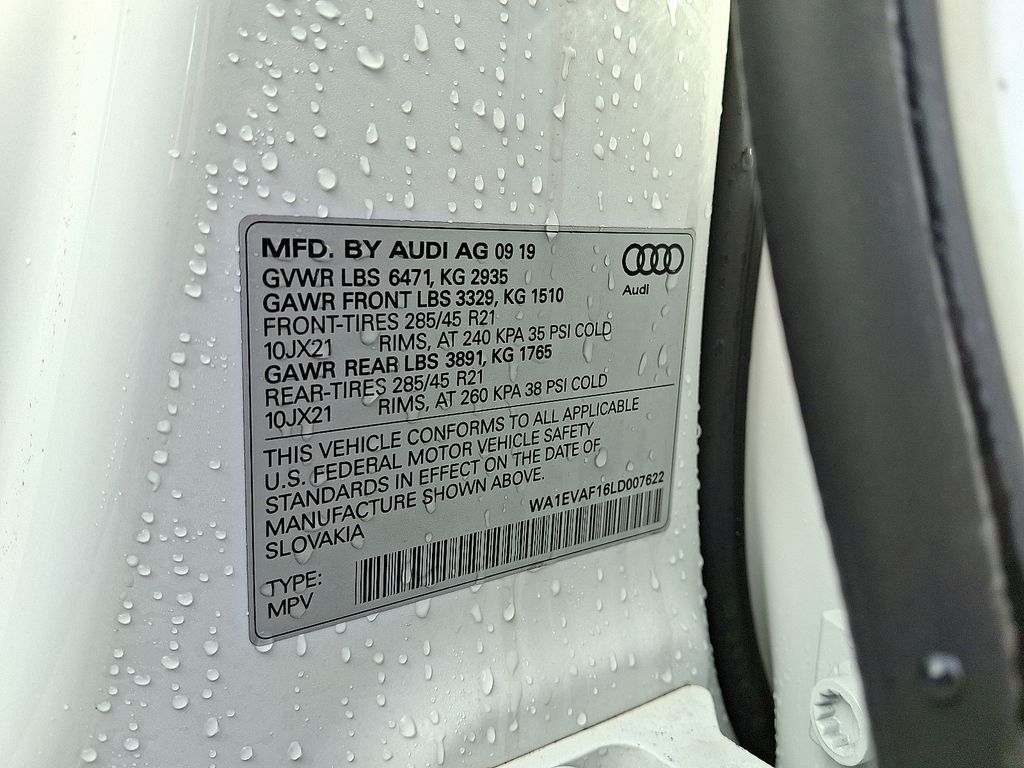 MFD. BY AUDI AG 09 19
GVWR LBS 6471, KG 2935
GAWR FRONT LBS 3329, KG 1510
FRONT-TIRES 285/45 R21
10JX21 RIMS, AT 240 KPA 35 PSI COLD
GAWR REAR LBS 3891, KG 1765
REAR-TIRES 285/45 R21
10JX21 RIMS, AT 260 KPA 38 PSI COLD
Audi
THIS VEHICLE CONFORMS TO ALL APPLICABLE
U.S. FEDERAL MOTOR VEHICLE SAFETY
STANDARDS IN EFFECT ON THE DATE OF
MANUFACTURE SHOWN ABOVE.
SLOVAKIA
WA1EVAF16LD007622
TYPE:
MPV